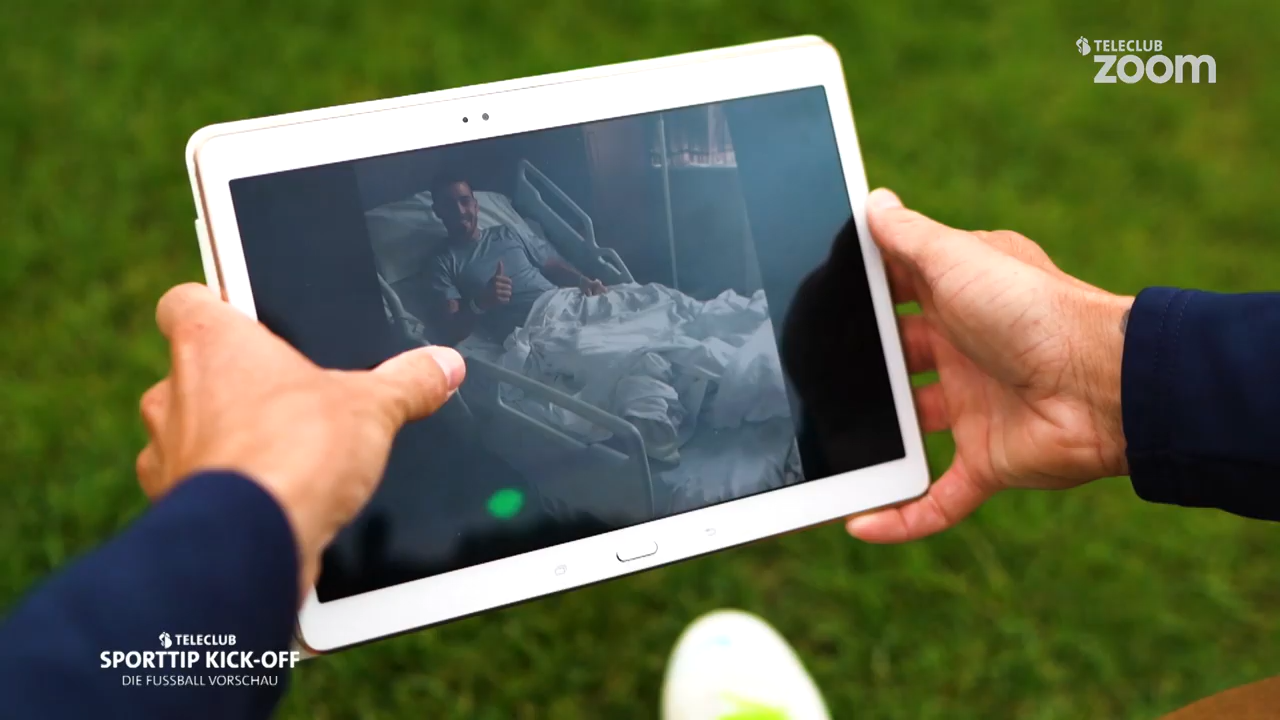 TELECLUB
zoom
TELECLUB
SPORTTIP KICK-OFF
DIE FUSSBALL VORSCHAU